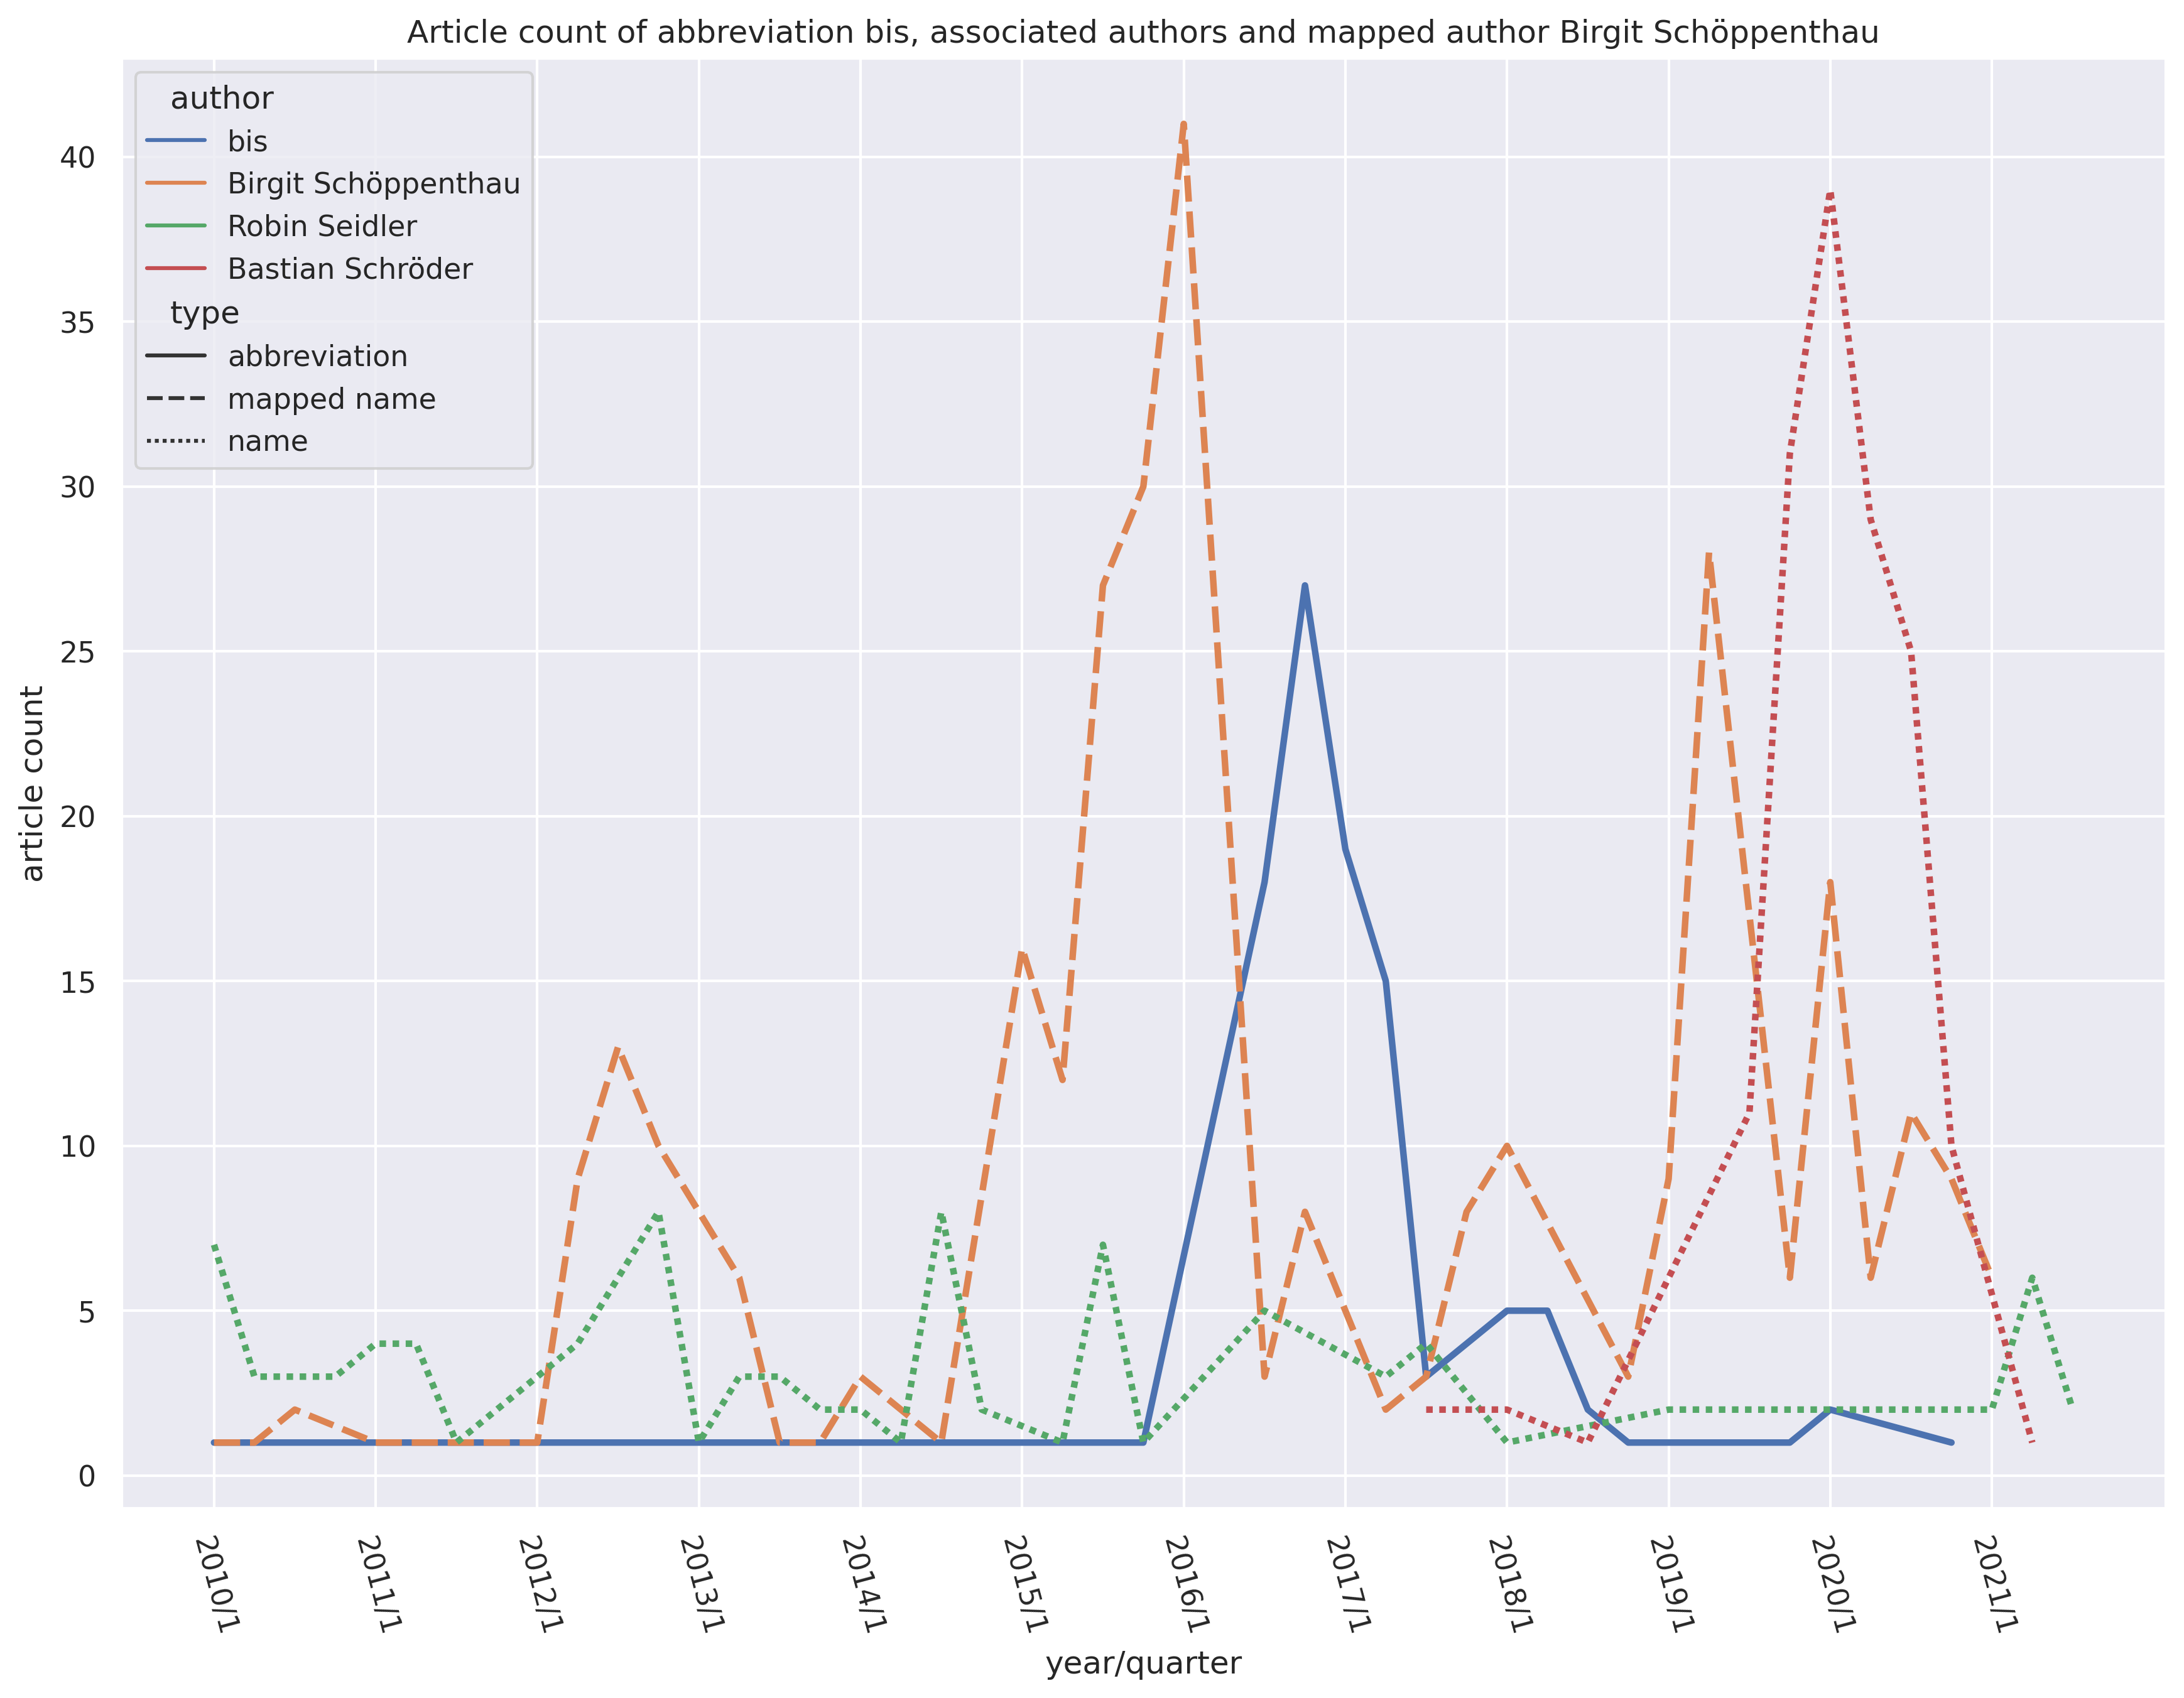 Article count of abbreviation bis, associated authors and mapped author Birgit Schöppenthau
author
bis
Birgit Schöppenthau
Robin Seidler
Bastian Schröder
type
abbreviation
mapped name
name
article count
40
35
30
25
20
15
10
5
0
2010/1
2011/1
2012/1
2013/1
2014/1
2015/1
2016/1
2017/1
2018/1
2019/1
2020/1
2021/1
year/quarter